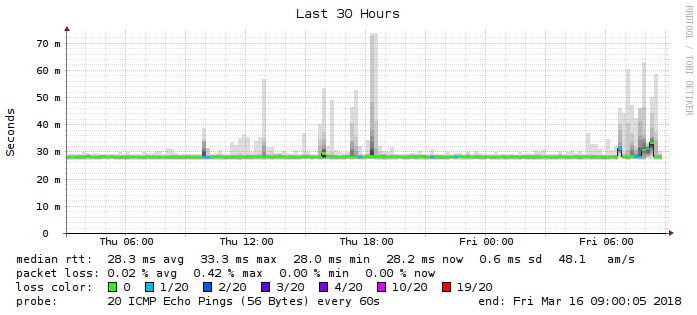 Last 30 Hours
RRDTOOL / TOBI OETIKER
Seconds
70 m
60 m
50 m
40 m
30 m
20 m
10 m
0
Thu 06:00 Thu 12:00 Thu 18:00 Fri 00:00 Fri 06:00
median rtt: 28.3 ms avg 33.3 ms max 28.0 ms min 28.2 ms now 0.6 ms sd 48.1 am/s
packet loss: 0.02 % avg 0.42 % max 0.00 % min 0.00 % now
loss color: 0 1/20 2/20 3/20 4/20 10/20 19/20
probe: 20 ICMP Echo Pings (56 Bytes) every 60s end: Fri Mar 16 09:00:05 2018